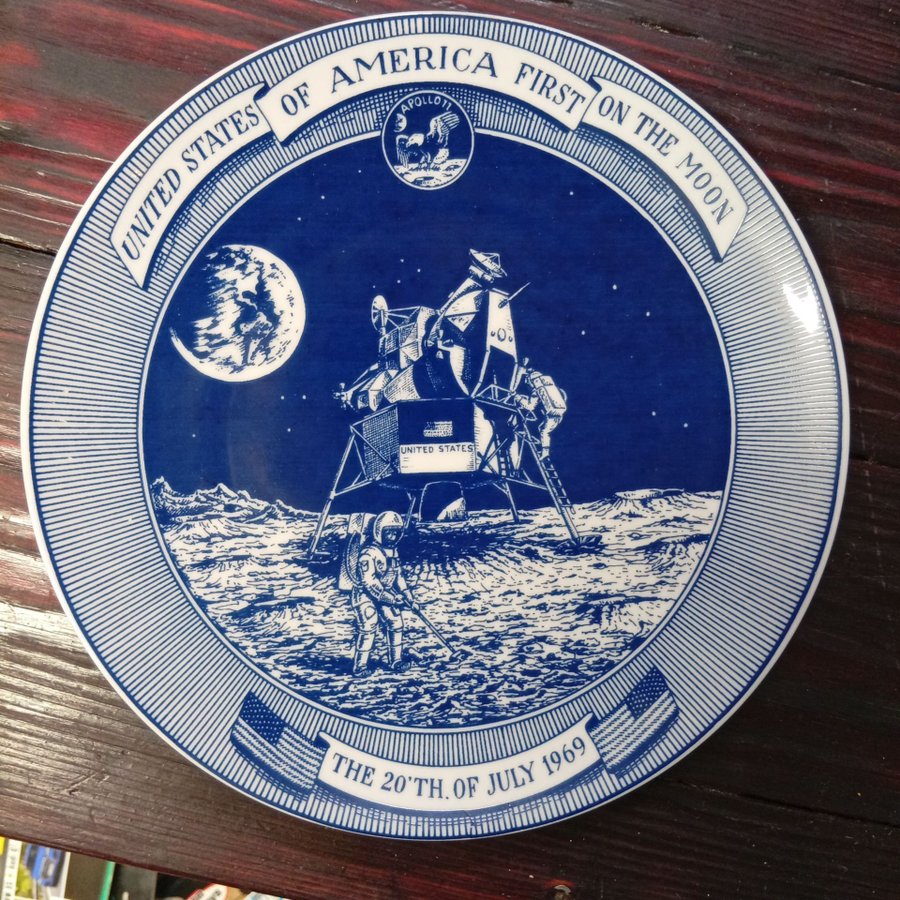 UNITED STATES OF AMERICA FIRST ON THE MOON
APOLLO 11
UNITED STATES
THE 20'TH. OF JULY 1969